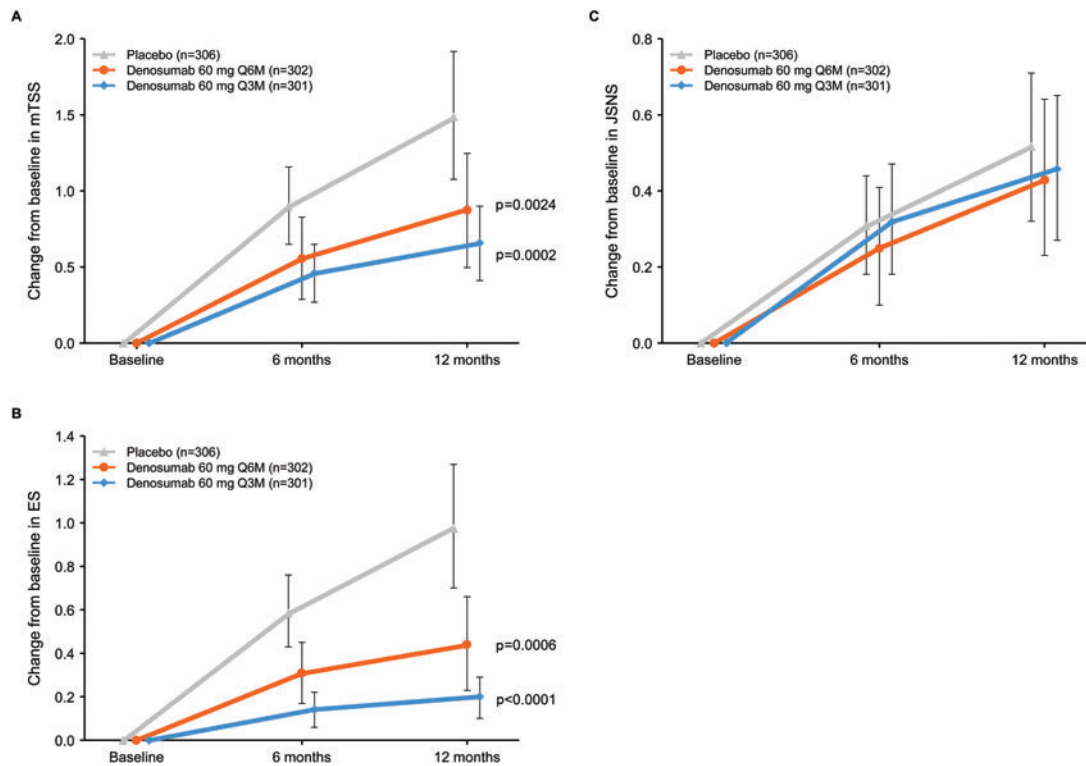 A
Change from baseline in mTSS
2.0
1.5
1.0
0.5
0.0
Placebo (n=306)
Denosumab 60 mg Q6M (n=302)
Denosumab 60 mg Q3M (n=301)
p=0.0024
p=0.0002
Baseline
6 months
12 months
C
Change from baseline in JSNS
0.8
0.6
0.4
0.2
0.0
Placebo (n=306)
Denosumab 60 mg Q6M (n=302)
Denosumab 60 mg Q3M (n=301)
Baseline
6 months
12 months
B
Change from baseline in ES
1.4
1.2
1.0
0.8
0.6
0.4
0.2
0.0
Placebo (n=306)
Denosumab 60 mg Q6M (n=302)
Denosumab 60 mg Q3M (n=301)
p=0.0006
p<0.0001
Baseline
6 months
12 months